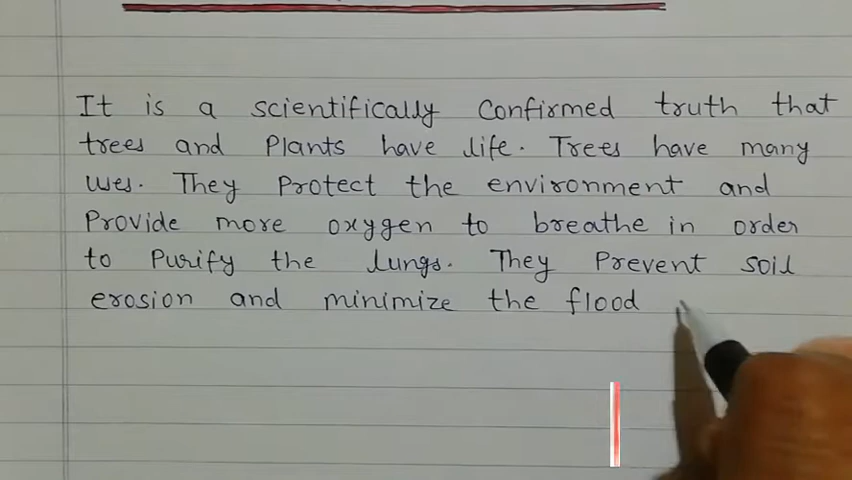 It is a scientifically confirmed truth that
trees and Plants have life. Trees have many
uses. They Protect the environment and
Provide more oxygen to breathe in order
to Purify the lungs. They Prevent soil
erosion and minimize the flood